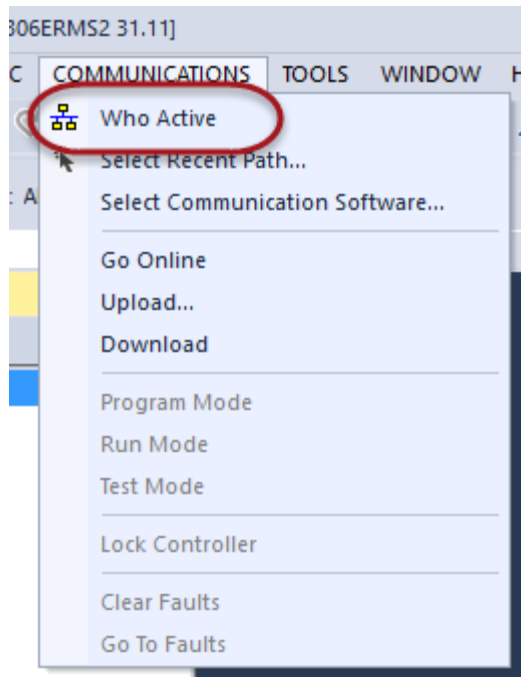 306ERMS2 31.11]
C COMMUNICATIONS TOOLS WINDOW H
Who Active
Select Recent Path...
: A
Select Communication Software...
Go Online
Upload...
Download
Program Mode
Run Mode
Test Mode
Lock Controller
Clear Faults
Go To Faults